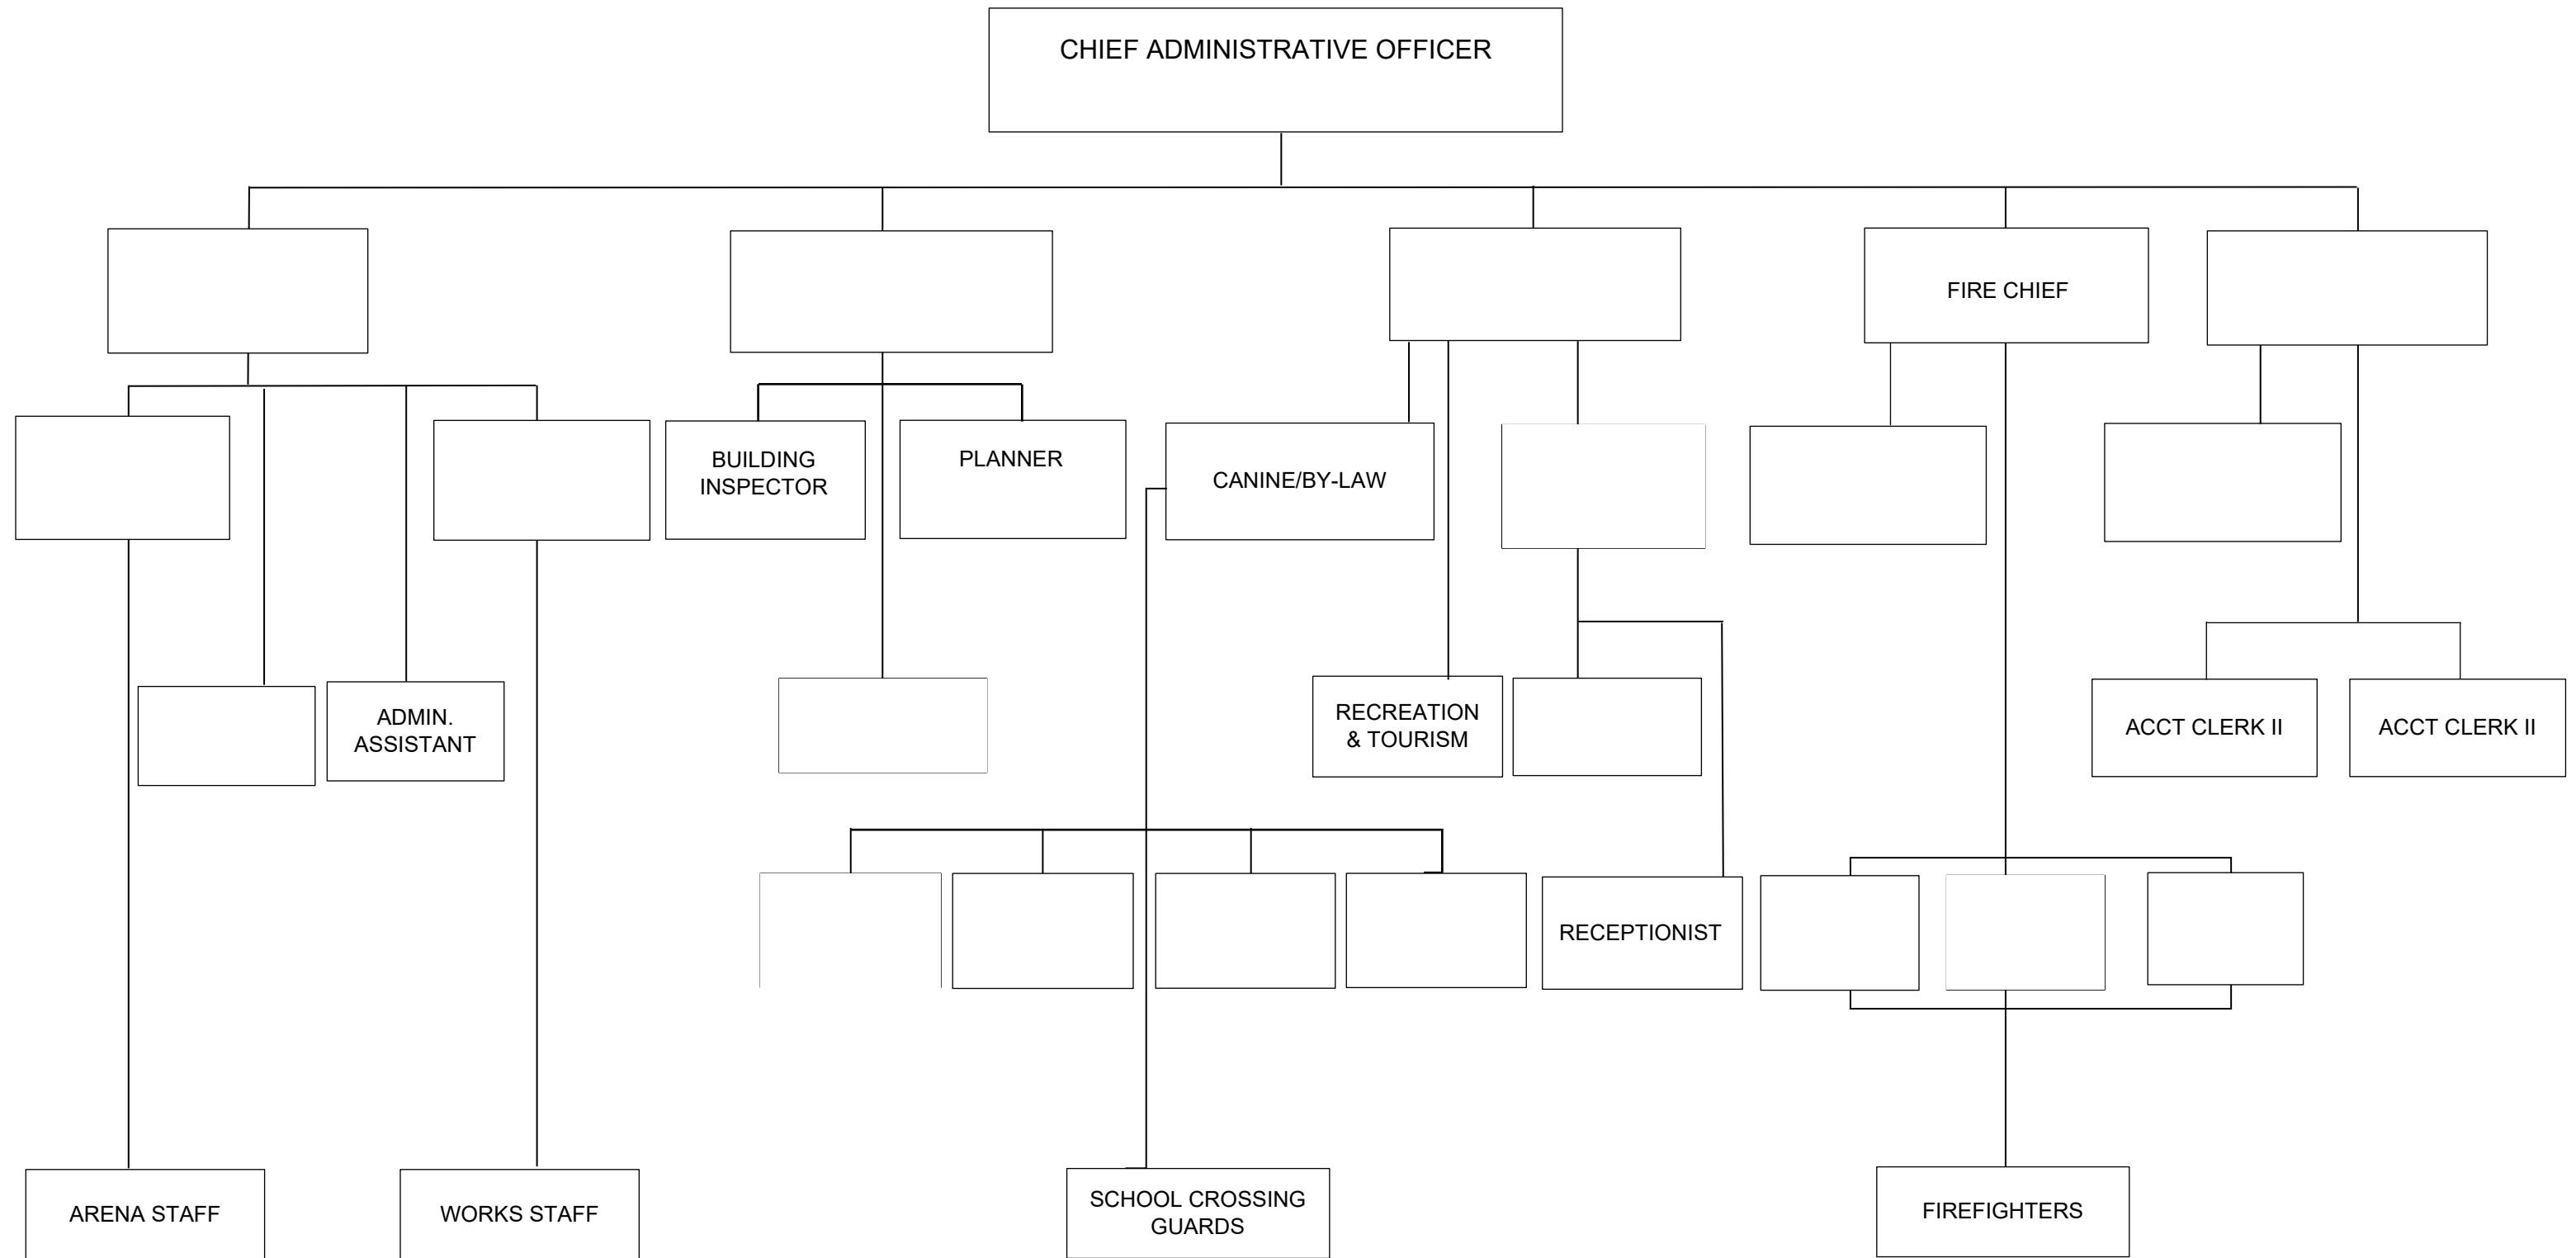 CHIEF ADMINISTRATIVE OFFICER
FIRE CHIEF
BUILDING
INSPECTOR
PLANNER
CANINE/BY-LAW
ADMIN.
ASSISTANT
RECREATION
& TOURISM
ACCT CLERK II
ACCT CLERK II
RECEPTIONIST
ARENA STAFF
WORKS STAFF
SCHOOL CROSSING
GUARDS
FIREFIGHTERS